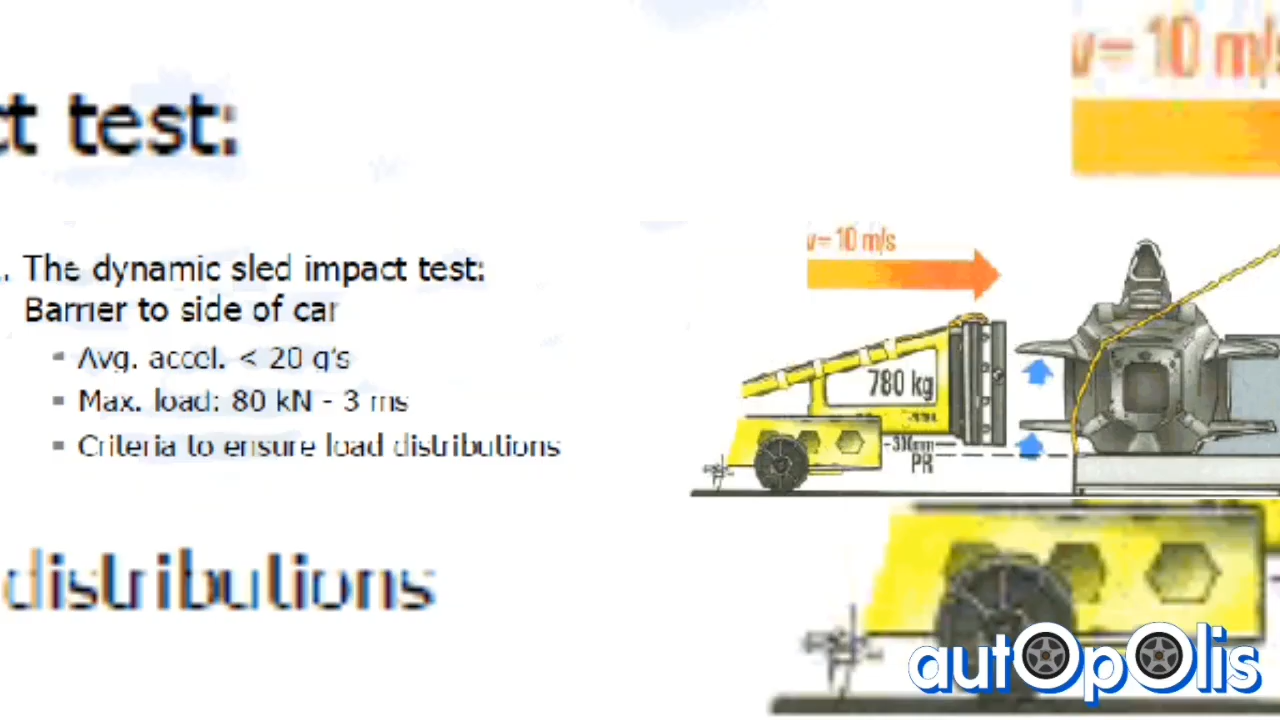 v= 10 m/s
ct test:
. The dynamic sled impact test:
Barrier to side of car
Avg. accel. < 20 g's
Max. load: 80 kN - 3 ms
Criteria to ensure load distributions
v= 10 m/s
780 kg
PR
distributions
autopolis